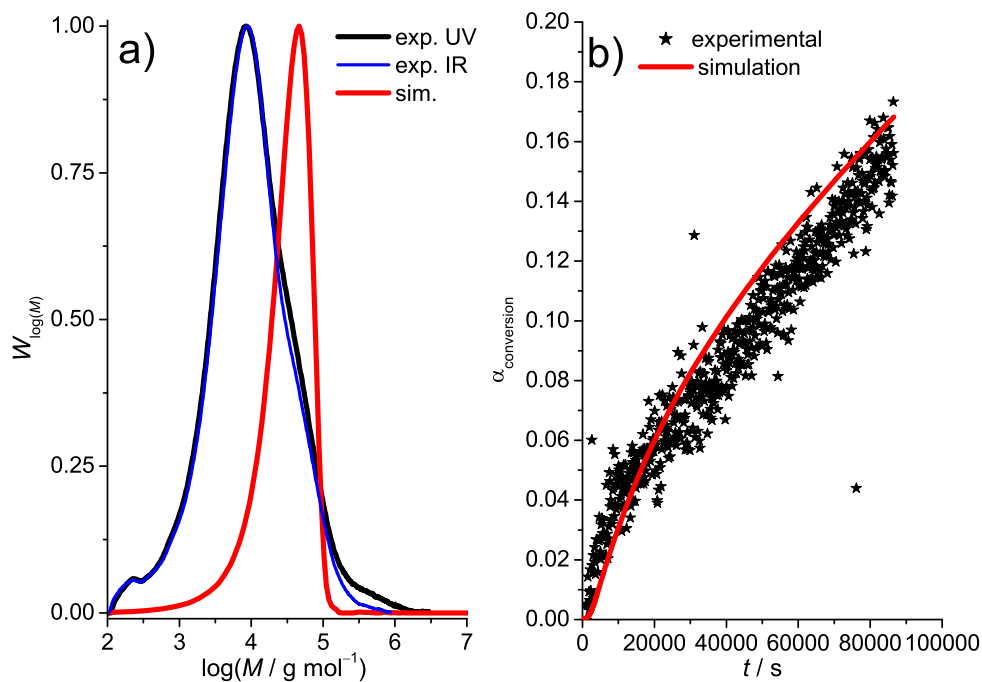 a)
exp. UV
exp. IR
sim.
1.00
0.75
0.50
0.25
0.00
W log(M)
2 3 4 5 6 7
log(M / g mol⁻¹)
b)
experimental
simulation
0.20
0.18
0.16
0.14
0.12
0.10
0.08
0.06
0.04
0.02
0.00
α conversion
0 20000 40000 60000 80000 100000
t / s